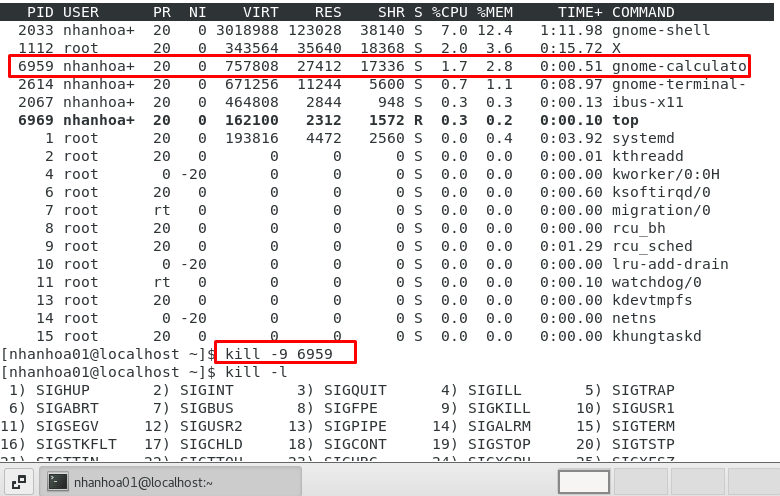 PID USER PR NI VIRT RES SHR S %CPU %MEM TIME+ COMMAND
2033 nhanhoa+ 20 0 3018988 123028 38140 S 7.0 12.4 1:11.98 gnome-shell
1112 root 20 0 343564 35640 18368 S 2.0 3.6 0:15.72 X
6959 nhanhoa+ 20 0 757808 27412 17336 S 1.7 2.8 0:00.51 gnome-calculato
2614 nhanhoa+ 20 0 671256 11244 5600 S 0.7 1.1 0:08.97 gnome-terminal-
2067 nhanhoa+ 20 0 464808 2844 948 S 0.3 0.3 0:00.13 ibus-x11
6969 nhanhoa+ 20 0 162100 2312 1572 R 0.3 0.2 0:00.10 top
1 root 20 0 193816 4472 2560 S 0.0 0.4 0:03.92 systemd
2 root 20 0 0 0 0 S 0.0 0.0 0:00.01 kthreadd
4 root 0 -20 0 0 0 S 0.0 0.0 0:00.00 kworker/0:0H
6 root 20 0 0 0 0 S 0.0 0.0 0:00.60 ksoftirqd/0
7 root rt 0 0 0 0 S 0.0 0.0 0:00.00 migration/0
8 root 20 0 0 0 0 S 0.0 0.0 0:00.00 rcu_bh
9 root 20 0 0 0 0 S 0.0 0.0 0:01.29 rcu_sched
10 root 0 -20 0 0 0 S 0.0 0.0 0:00.00 lru-add-drain
11 root rt 0 0 0 0 S 0.0 0.0 0:00.10 watchdog/0
13 root 20 0 0 0 0 S 0.0 0.0 0:00.00 kdevtmpfs
14 root 0 -20 0 0 0 S 0.0 0.0 0:00.00 netns
15 root 20 0 0 0 0 S 0.0 0.0 0:00.00 khungtaskd
[nhanhoa01@localhost ~]$ kill -9 6959
[nhanhoa01@localhost ~]$ kill -l
1) SIGHUP 2) SIGINT 3) SIGQUIT 4) SIGILL 5) SIGTRAP
6) SIGABRT 7) SIGBUS 8) SIGFPE 9) SIGKILL 10) SIGUSR1
11) SIGSEGV 12) SIGUSR2 13) SIGPIPE 14) SIGALRM 15) SIGTERM
16) SIGSTKFLT 17) SIGCHLD 18) SIGCONT 19) SIGSTOP 20) SIGTSTP
nhanhoa01@localhost:~